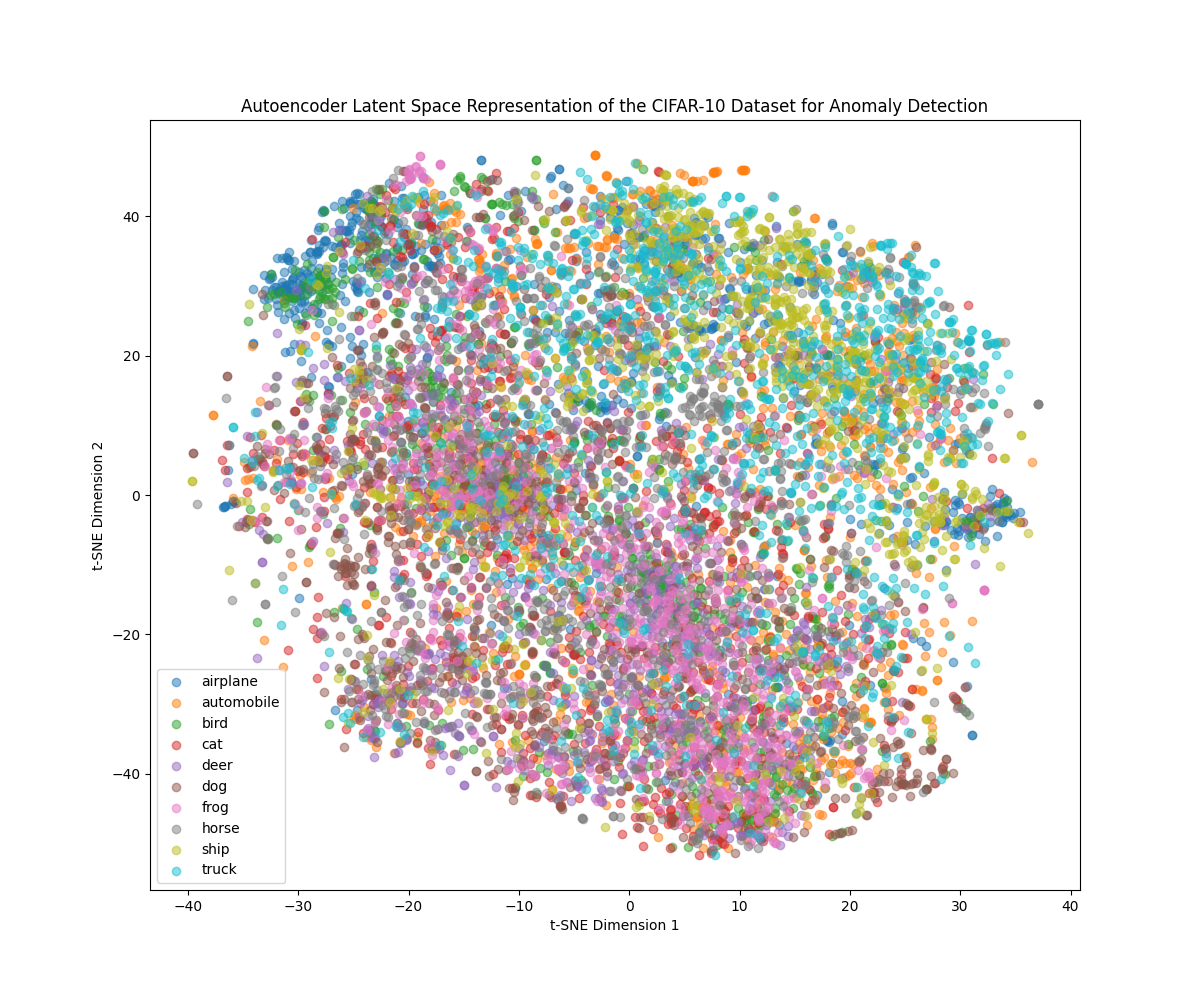 Autoencoder Latent Space Representation of the CIFAR-10 Dataset for Anomaly Detection
40
20
0
−20
−40
t-SNE Dimension 2
airplane
automobile
bird
cat
deer
dog
frog
horse
ship
truck
−40 −30 −20 −10 0 10 20 30 40
t-SNE Dimension 1